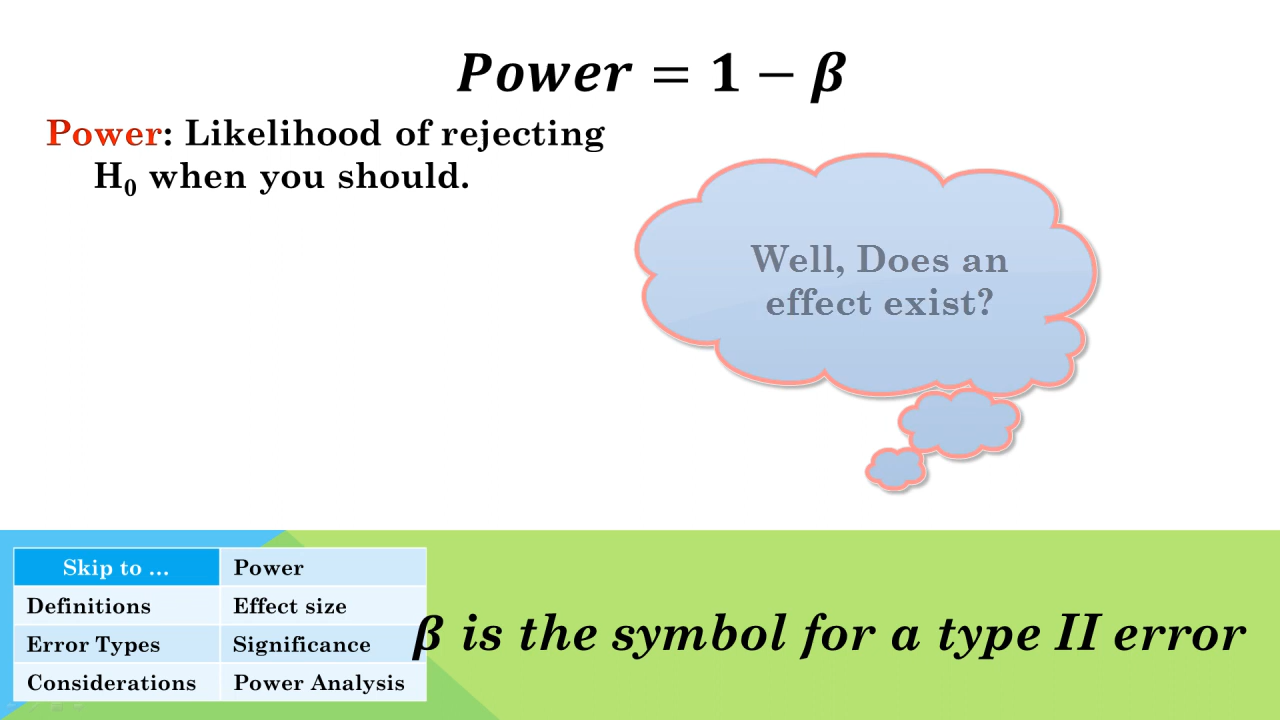 Power = 1 − β
Power: Likelihood of rejecting
H₀ when you should.
Well, Does an
effect exist?
Skip to … Power
Definitions Effect size
Error Types Significance
Considerations Power Analysis
β is the symbol for a type II error